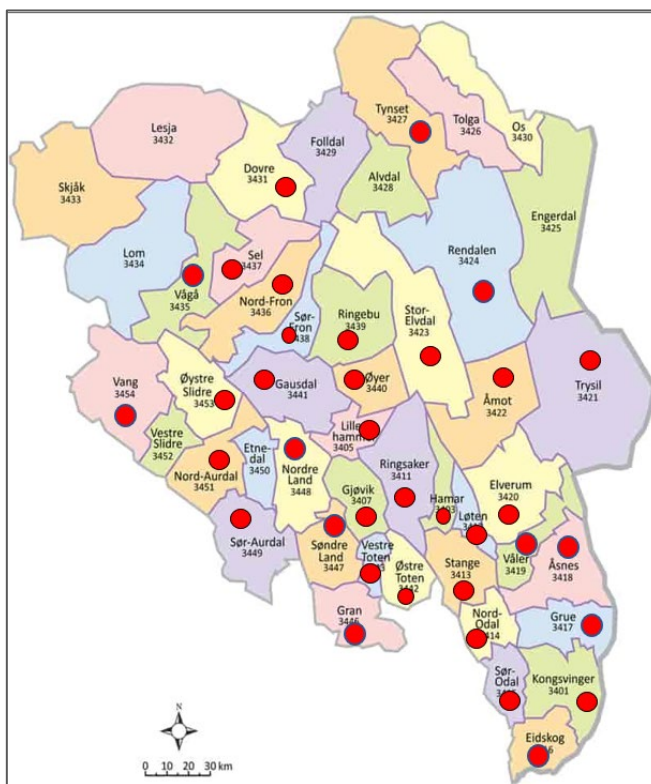 Tynset
3427
Tolga
3426
Os
3430
Lesja
3432
Folldal
3429
Dovre
3431
Alvdal
3428
Skjåk
3433
Engerdal
3425
Lom
3434
Sel
3437
Rendalen
3424
Vågå
3435
Nord-Fron
3436
Sør-
Fron
Ringebu
3439
Stor-
Elvdal
3423
Vang
3454
Øystre
Slidre
3453
Gausdal
3441
Øyer
3440
Åmot
3422
Trysil
3421
Vestre
Slidre
3452
Etne-
dal
3450
Lille
hammer
3405
Ringsaker
3411
Nord-Aurdal
3451
Nordre
Land
3448
Gjøvik
3407
Hamar
Løten
Elverum
3420
Sør-Aurdal
3449
Søndre
Land
3447
Vestre
Toten
Østre
Toten
Stange
3413
Våler
3419
Åsnes
3418
Gran
Nord-
Odal
Grue
3417
Sør-
Odal
Kongsvinger
3401
Eidskog
N
0 10 20 30 km